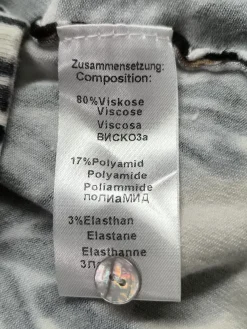 Zusammensetzung:
Composition:
80%Viskose
Viscose
Viscosa
ВИСКОЗа
17%Polyamid
Polyamide
Poliammide
ПОЛИаМИД
3%Elasthan
Elastane
Elasthanne